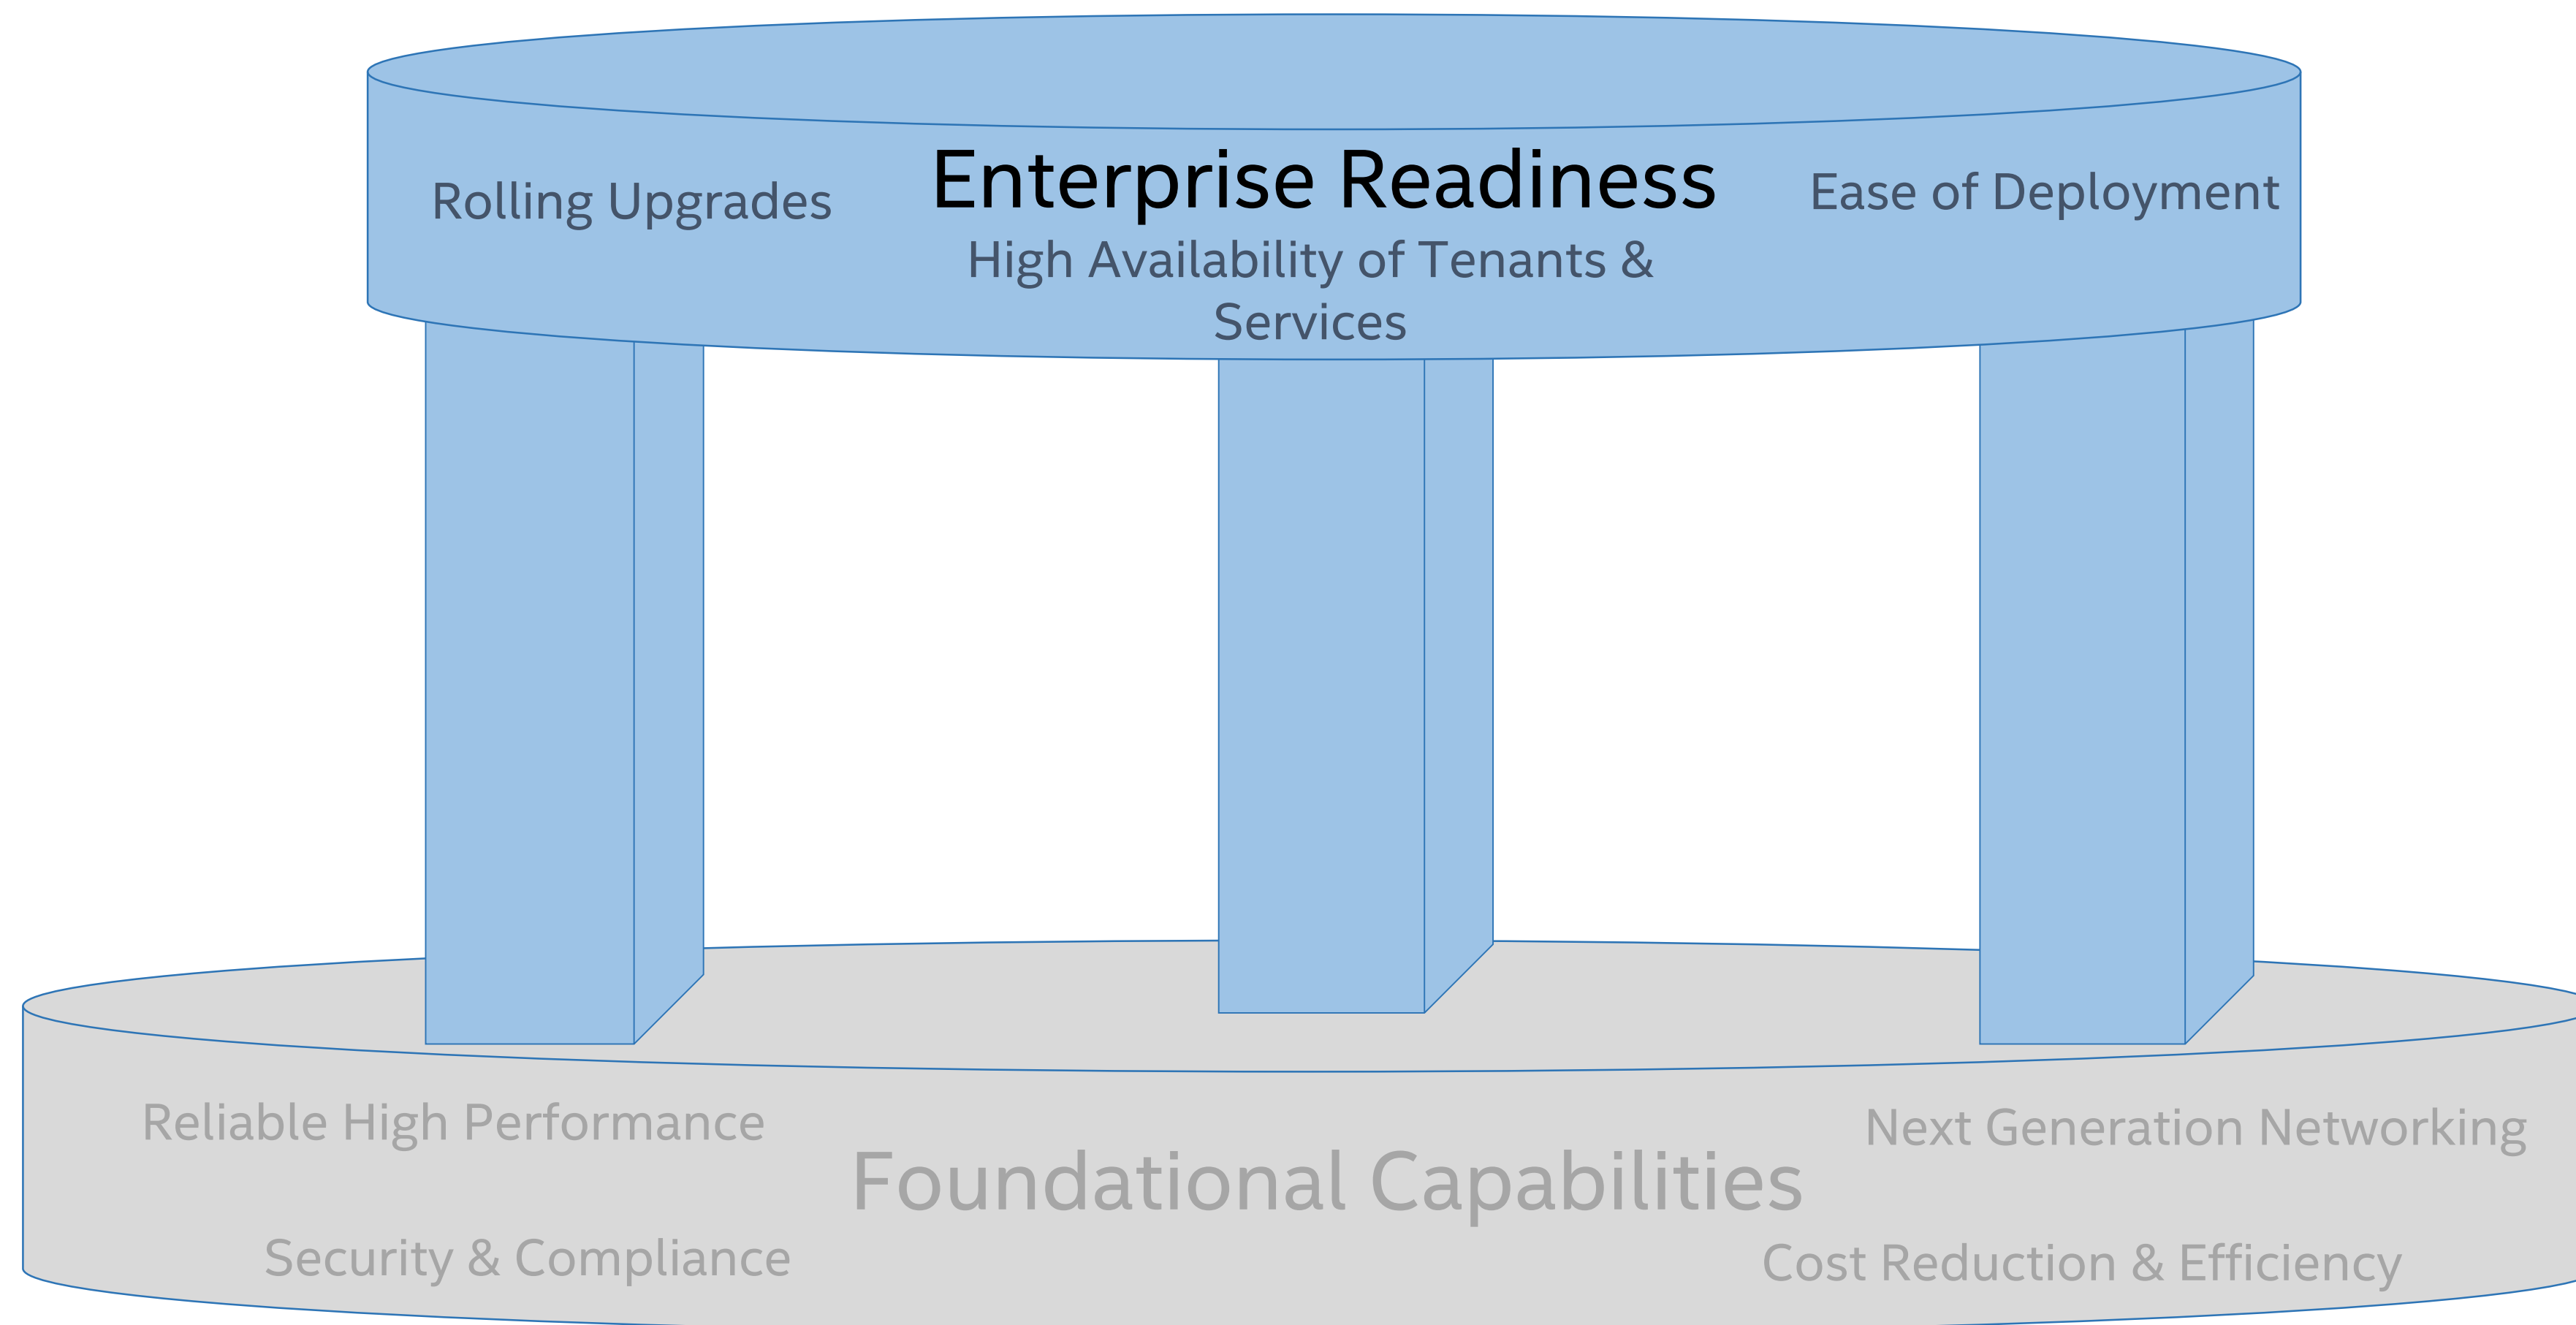 Rolling Upgrades
Enterprise Readiness
Ease of Deployment
High Availability of Tenants &
Services
Reliable High Performance
Next Generation Networking
Foundational Capabilities
Security & Compliance
Cost Reduction & Efficiency